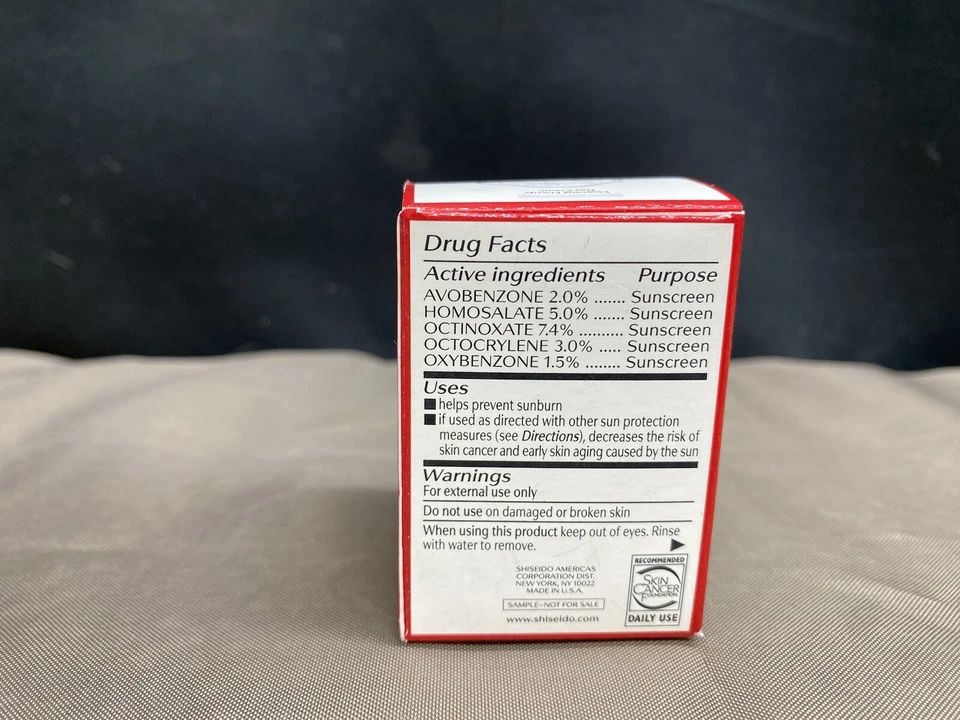 Drug Facts
Active ingredients Purpose
AVOBENZONE 2.0% ....... Sunscreen
HOMOSALATE 5.0% ....... Sunscreen
OCTINOXATE 7.4% .......... Sunscreen
OCTOCRYLENE 3.0% ..... Sunscreen
OXYBENZONE 1.5% ........ Sunscreen
Uses
■ helps prevent sunburn
■ if used as directed with other sun protection
measures (see Directions), decreases the risk of
skin cancer and early skin aging caused by the sun
Warnings
For external use only
Do not use on damaged or broken skin
When using this product keep out of eyes. Rinse
with water to remove.
SHISEIDO AMERICAS
CORPORATION DIST.
NEW YORK, NY 10022
MADE IN U.S.A.
SAMPLE–NOT FOR SALE
www.shiseido.com
RECOMMENDED
SKIN
CANCER
FOUNDATION
DAILY USE